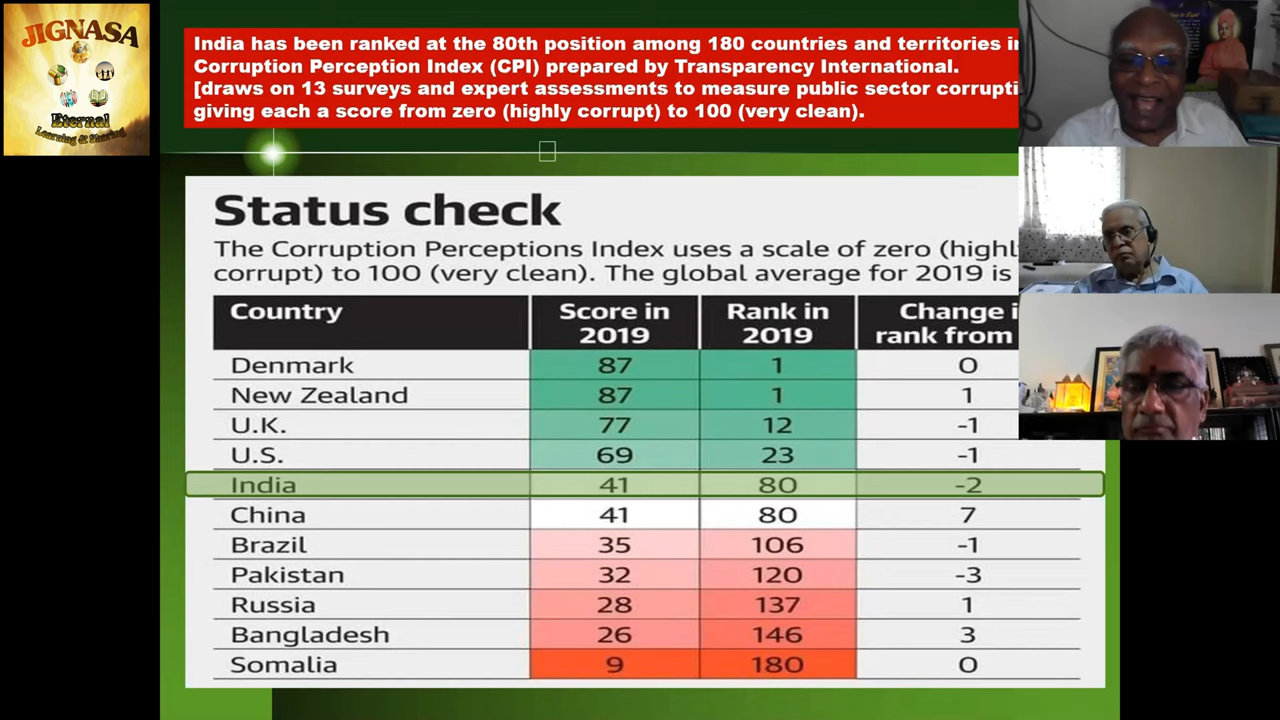 JIGNASA
Eternal
Learning & Sharing
India has been ranked at the 80th position among 180 countries and territories in
Corruption Perception Index (CPI) prepared by Transparency International.
[draws on 13 surveys and expert assessments to measure public sector corrupti
giving each a score from zero (highly corrupt) to 100 (very clean).
Status check
The Corruption Perceptions Index uses a scale of zero (highl
corrupt) to 100 (very clean). The global average for 2019 is
Country Score in 2019 Rank in 2019 Change i rank from
Denmark 87 1 0
New Zealand 87 1 1
U.K. 77 12 -1
U.S. 69 23 -1
India 41 80 -2
China 41 80 7
Brazil 35 106 -1
Pakistan 32 120 -3
Russia 28 137 1
Bangladesh 26 146 3
Somalia 9 180 0